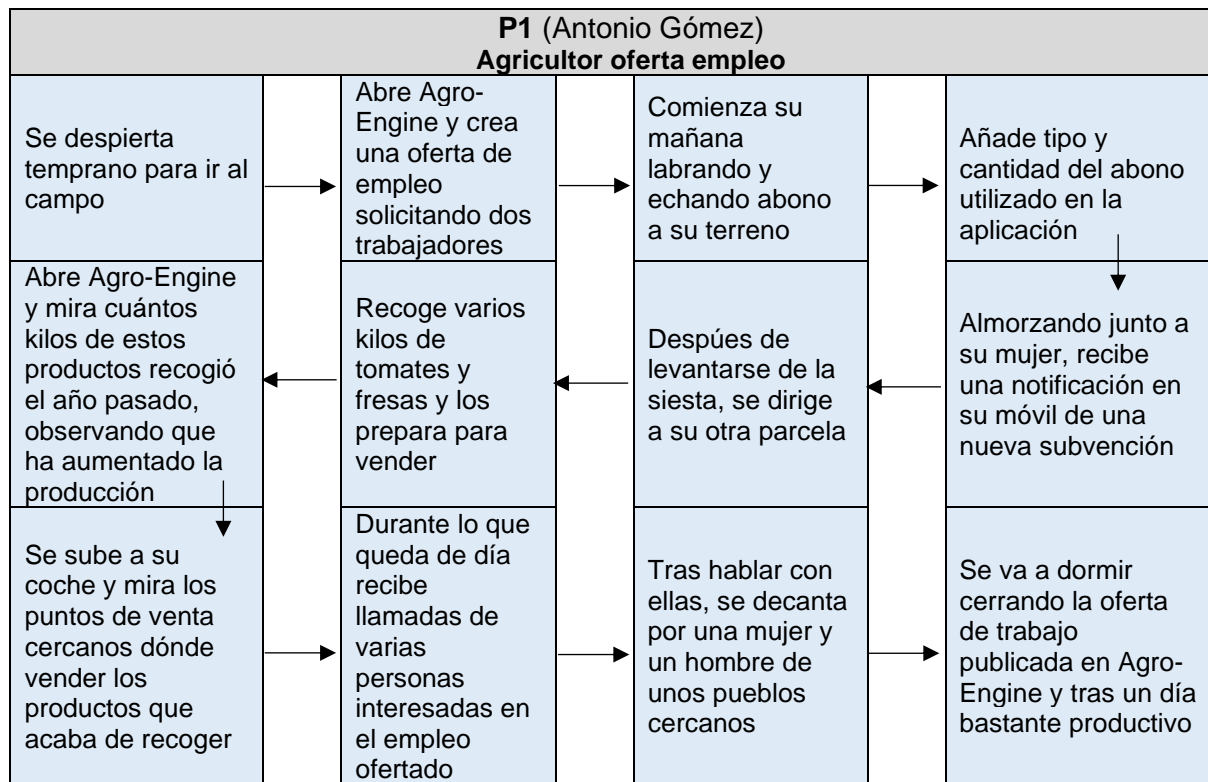 P1 (Antonio Gómez)
Agricultor oferta empleo
Se despierta
temprano para ir al
campo
Abre Agro-
Engine y crea
una oferta de
empleo
solicitando dos
trabajadores
Comienza su
mañana
labrando y
echando abono
a su terreno
Añade tipo y
cantidad del abono
utilizado en la
aplicación
Almorzando junto a
su mujer, recibe
una notificación en
su móvil de una
nueva subvención
Despúes de
levantarse de la
siesta, se dirige
a su otra parcela
Recoge varios
kilos de
tomates y
fresas y los
prepara para
vender
Abre Agro-Engine
y mira cuántos
kilos de estos
productos recogió
el año pasado,
observando que
ha aumentado la
producción
Se sube a su
coche y mira los
puntos de venta
cercanos dónde
vender los
productos que
acaba de recoger
Durante lo que
queda de día
recibe
llamadas de
varias
personas
interesadas en
el empleo
ofertado
Tras hablar con
ellas, se decanta
por una mujer y
un hombre de
unos pueblos
cercanos
Se va a dormir
cerrando la oferta
de trabajo
publicada en Agro-
Engine y tras un día
bastante productivo